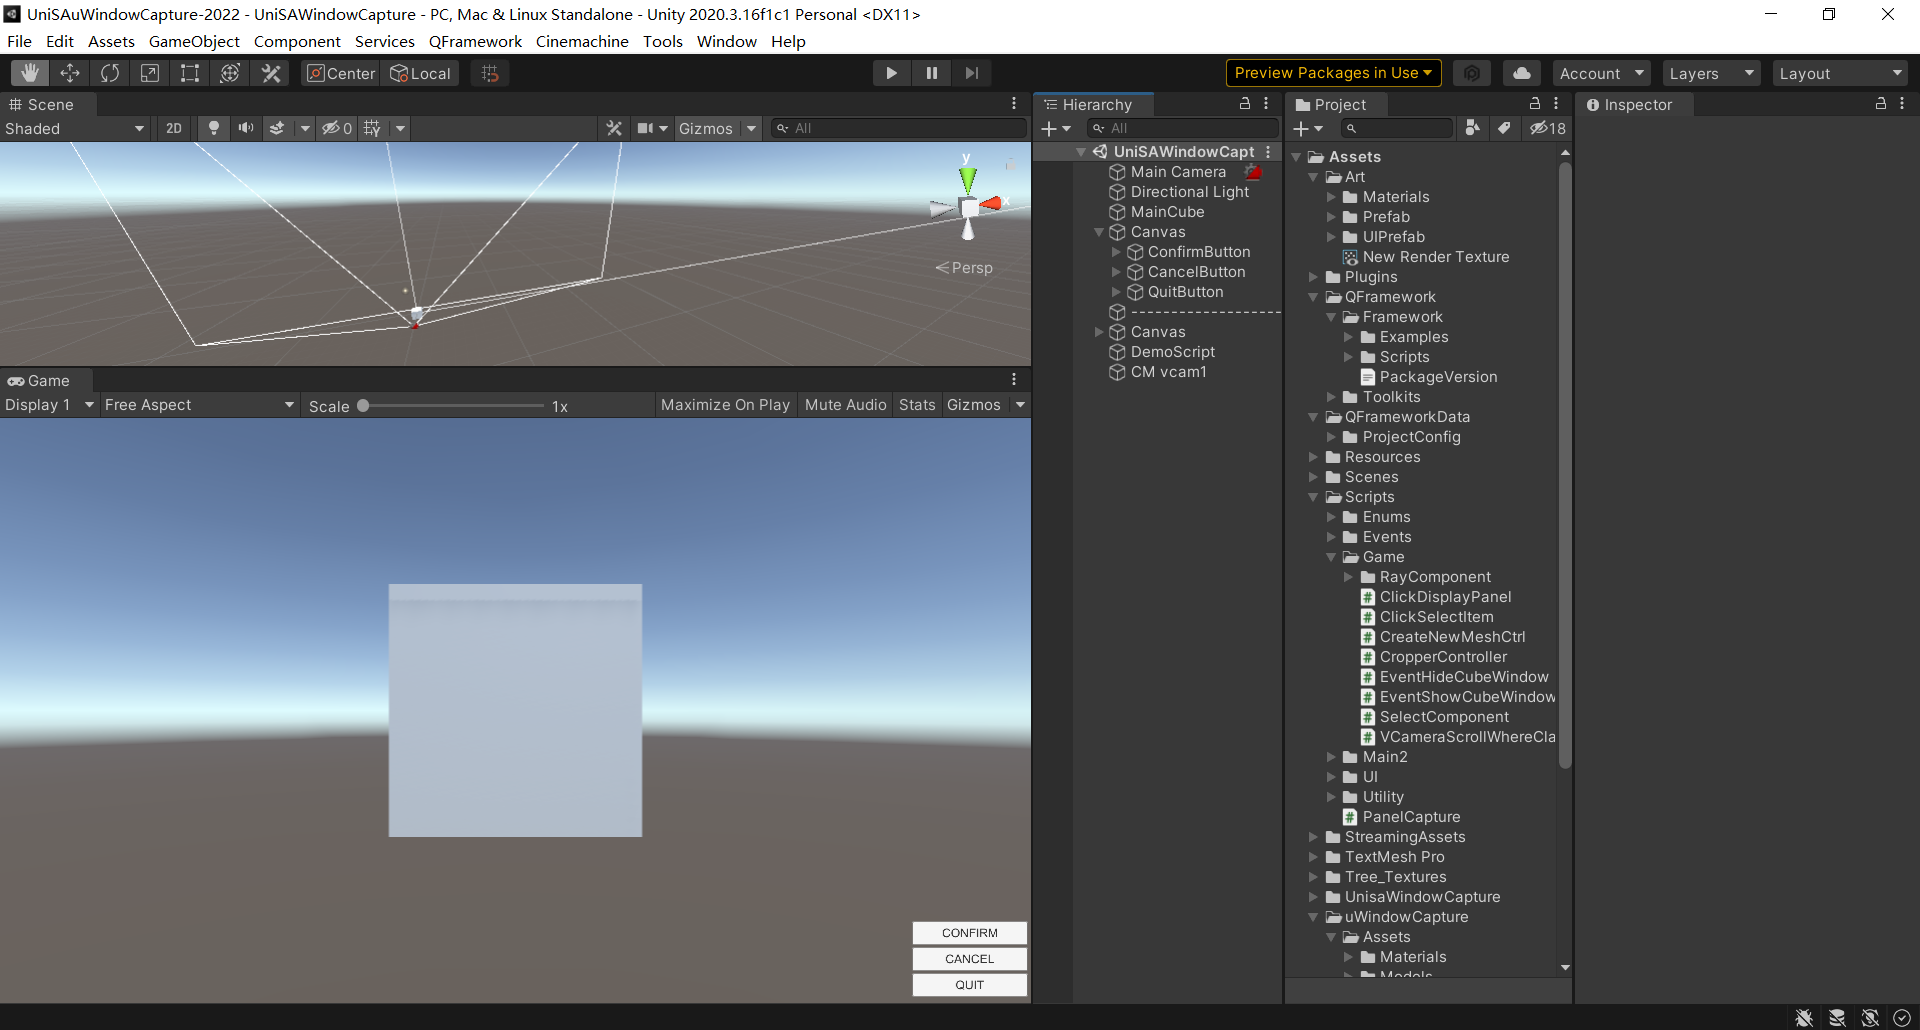 UniSAuWindowCapture-2022 - UniSAWindowCapture - PC, Mac & Linux Standalone - Unity 2020.3.16f1c1 Personal <DX11>
File Edit Assets GameObject Component Services QFramework Cinemachine Tools Window Help
Center Local Preview Packages in Use Account Layers Layout
Scene
Shaded 2D 0 Gizmos All
y
x
Persp
Game
Display 1 Free Aspect Scale 1x Maximize On Play Mute Audio Stats Gizmos
CONFIRM
CANCEL
QUIT
Hierarchy
All
UniSAWindowCapt
Main Camera
Directional Light
MainCube
Canvas
ConfirmButton
CancelButton
QuitButton
------------------
Canvas
DemoScript
CM vcam1
Project
18
Assets
Art
Materials
Prefab
UIPrefab
New Render Texture
Plugins
QFramework
Framework
Examples
Scripts
PackageVersion
Toolkits
QFrameworkData
ProjectConfig
Resources
Scenes
Scripts
Enums
Events
Game
RayComponent
ClickDisplayPanel
ClickSelectItem
CreateNewMeshCtrl
CropperController
EventHideCubeWindow
EventShowCubeWindow
SelectComponent
VCameraScrollWhereCla
Main2
UI
Utility
PanelCapture
StreamingAssets
TextMesh Pro
Tree_Textures
UnisaWindowCapture
uWindowCapture
Assets
Materials
Models
Inspector